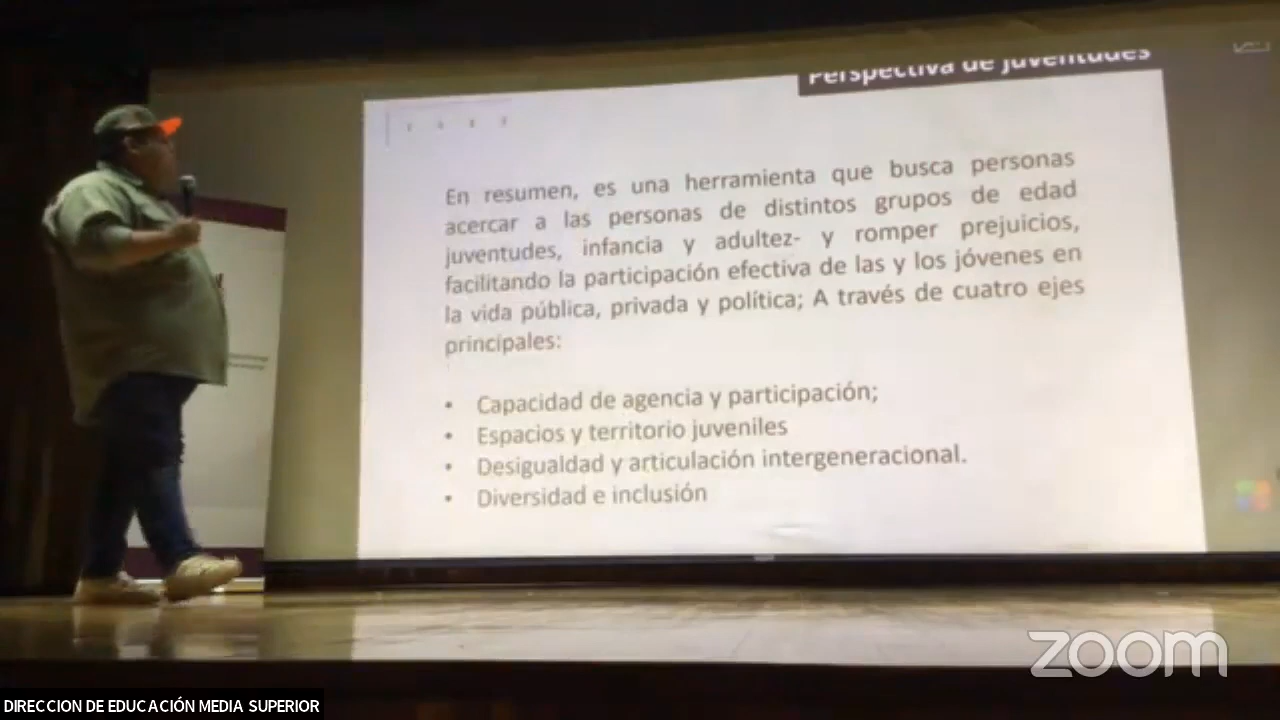 Perspectiva de juventudes
En resumen, es una herramienta que busca personas
acercar a las personas de distintos grupos de edad
juventudes, infancia y adultez- y romper prejuicios,
facilitando la participación efectiva de las y los jóvenes en
la vida pública, privada y política; A través de cuatro ejes
principales:
• Capacidad de agencia y participación;
• Espacios y territorio juveniles
• Desigualdad y articulación intergeneracional.
• Diversidad e inclusión
zoom
DIRECCION DE EDUCACIÓN MEDIA SUPERIOR